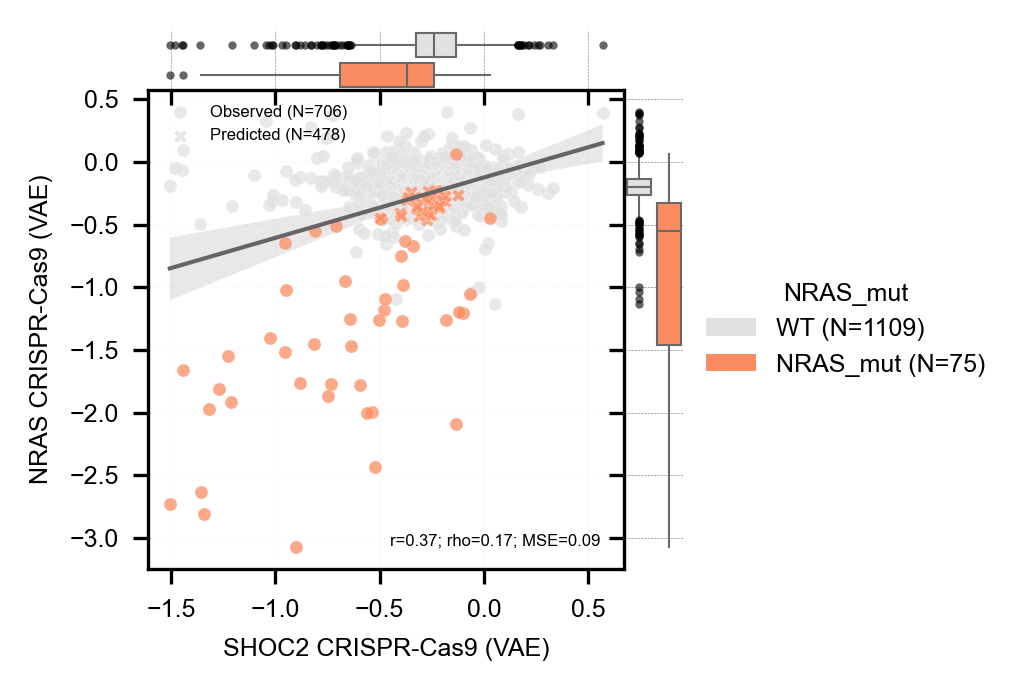 0.5
0.0
−0.5
−1.0
−1.5
−2.0
−2.5
−3.0
NRAS CRISPR-Cas9 (VAE)
Observed (N=706)
Predicted (N=478)
r=0.37; rho=0.17; MSE=0.09
−1.5 −1.0 −0.5 0.0 0.5
SHOC2 CRISPR-Cas9 (VAE)
NRAS_mut
WT (N=1109)
NRAS_mut (N=75)